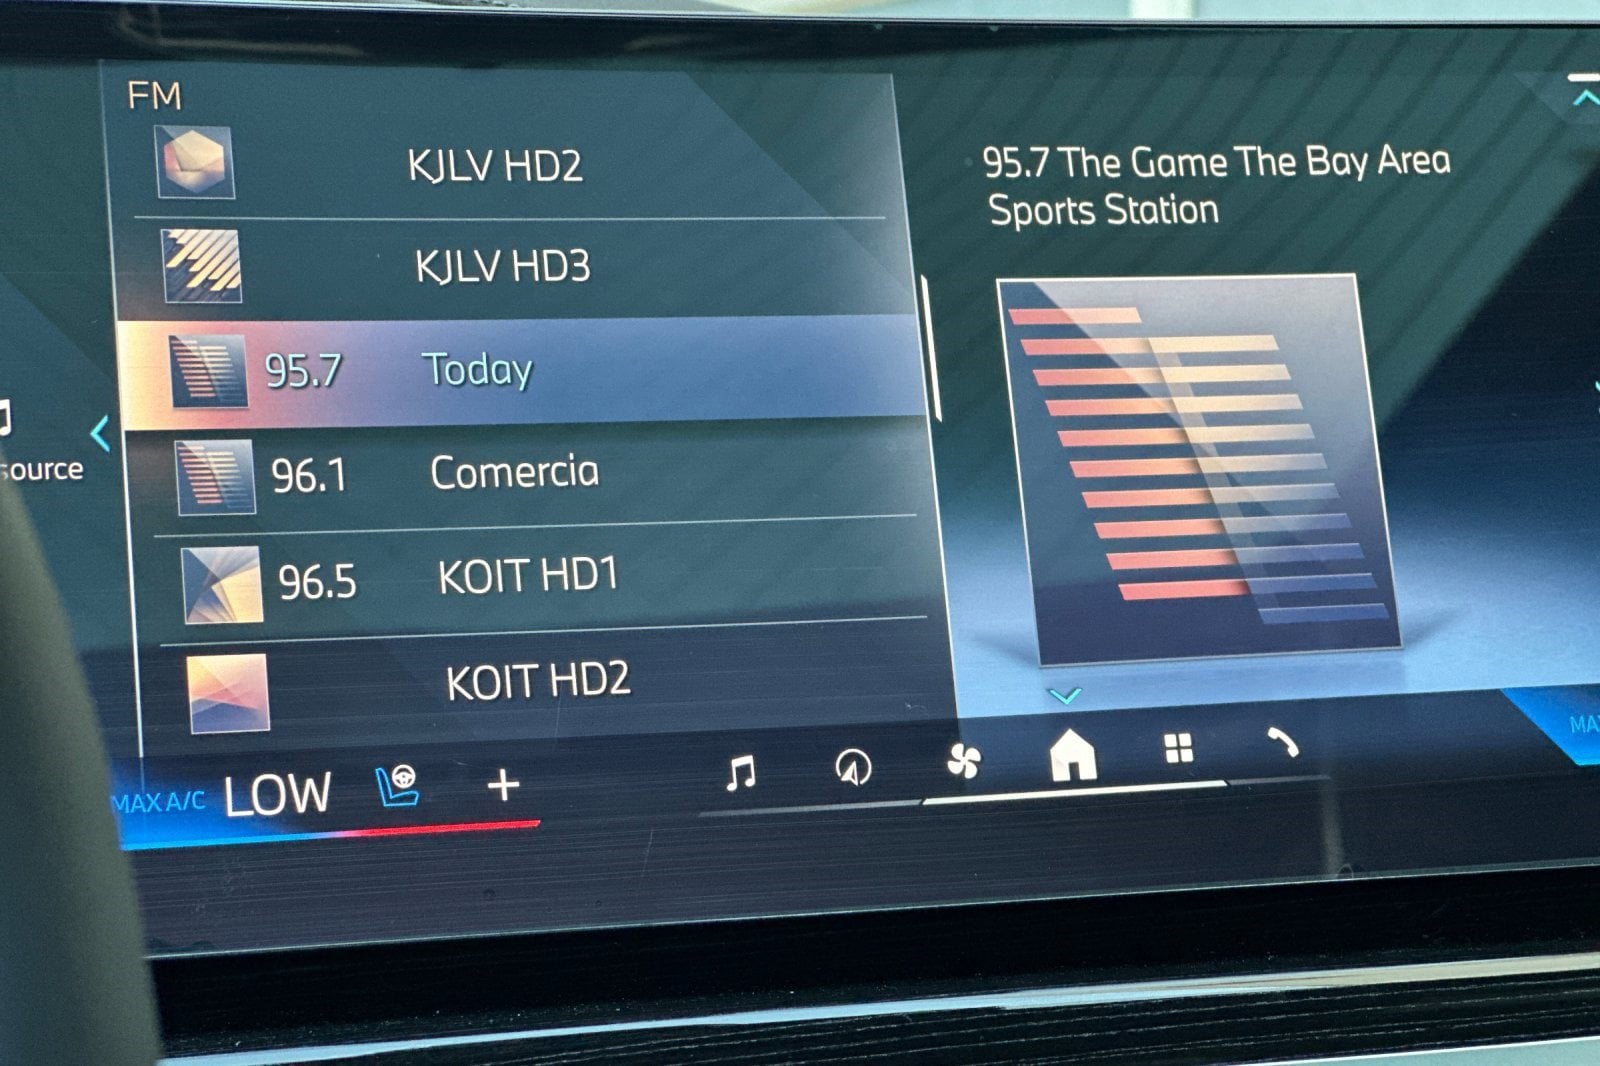 FM
KJLV HD2
KJLV HD3
95.7 Today
96.1 Comercia
96.5 KOIT HD1
KOIT HD2
source
95.7 The Game The Bay Area
Sports Station
MAX A/C LOW
MA